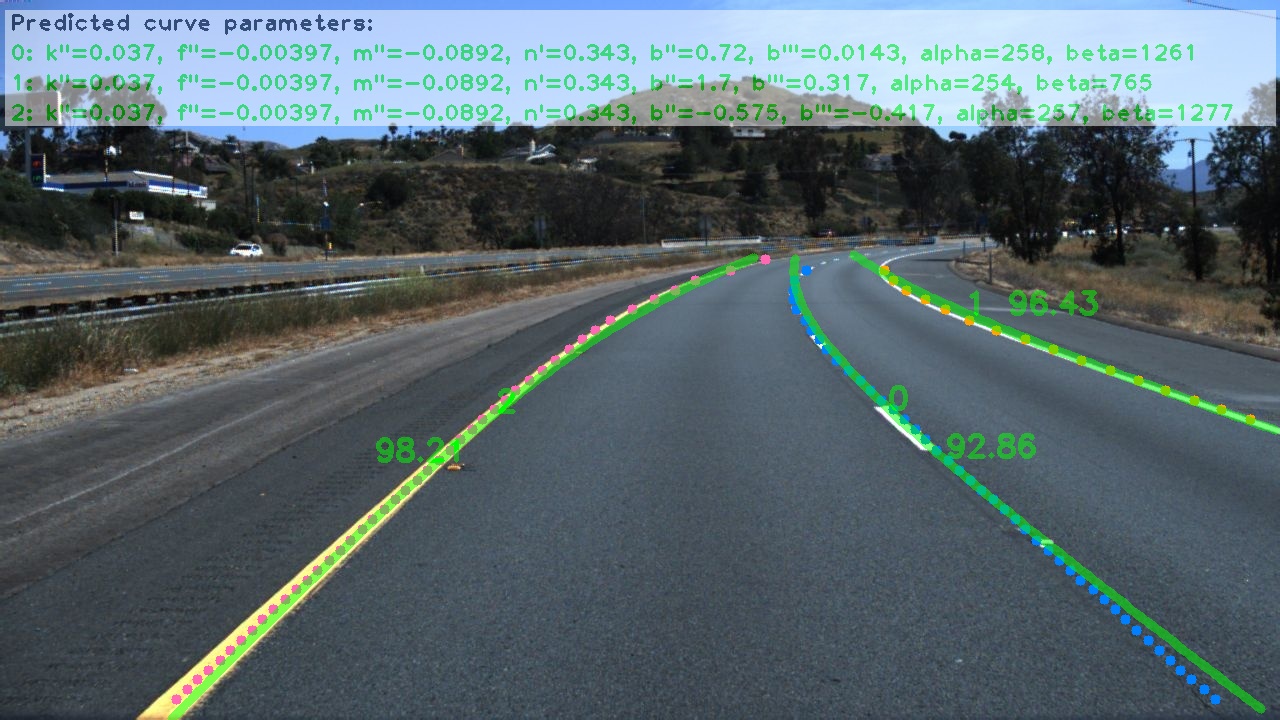 Predicted curve parameters:
0: k''=0.037, f''=-0.00397, m''=-0.0892, n'=0.343, b''=0.72, b'''=0.0143, alpha=258, beta=1261
1: k''=0.037, f''=-0.00397, m''=-0.0892, n'=0.343, b''=1.7, b'''=0.317, alpha=254, beta=765
2: k''=0.037, f''=-0.00397, m''=-0.0892, n'=0.343, b''=-0.575, b'''=-0.417, alpha=257, beta=1277
1 96.43
2
0
98.21
92.86